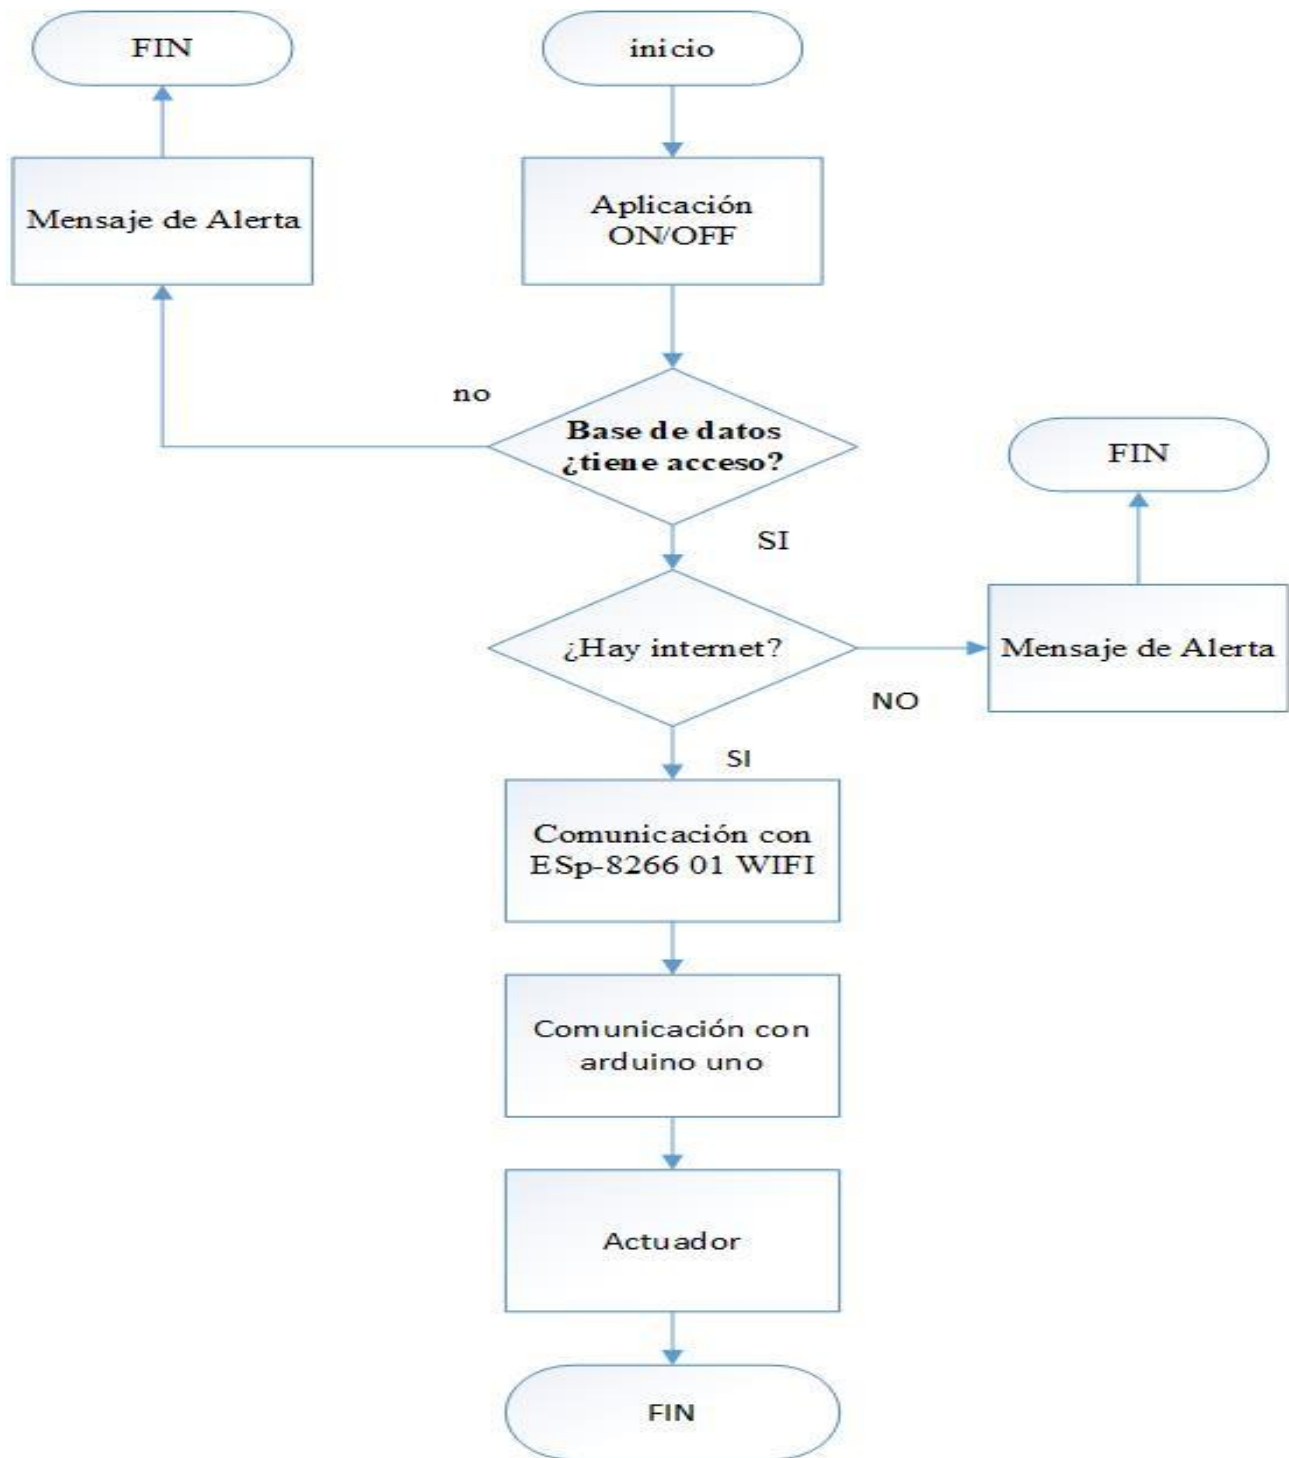 FIN
inicio
Mensaje de Alerta
Aplicación
ON/OFF
no
Base de datos
¿tiene acceso?
SI
FIN
¿Hay internet?
NO
Mensaje de Alerta
SI
Comunicación con
ESp-8266 01 WIFI
Comunicación con
arduino uno
Actuador
FIN